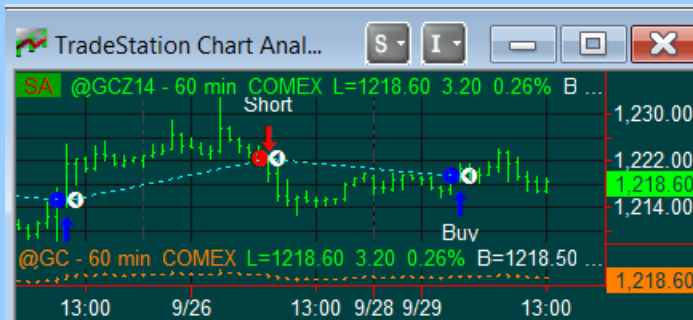 TradeStation Chart Anal...
S
I
SA @GCZ14 - 60 min COMEX L=1218.60 3.20 0.26% B ...
Short
1,230.00
1,222.00
1,218.60
1,214.00
Buy
@GC - 60 min COMEX L=1218.60 3.20 0.26% B=1218.50 ...
1,218.60
13:00 9/26 13:00 9/28 9/29 13:00